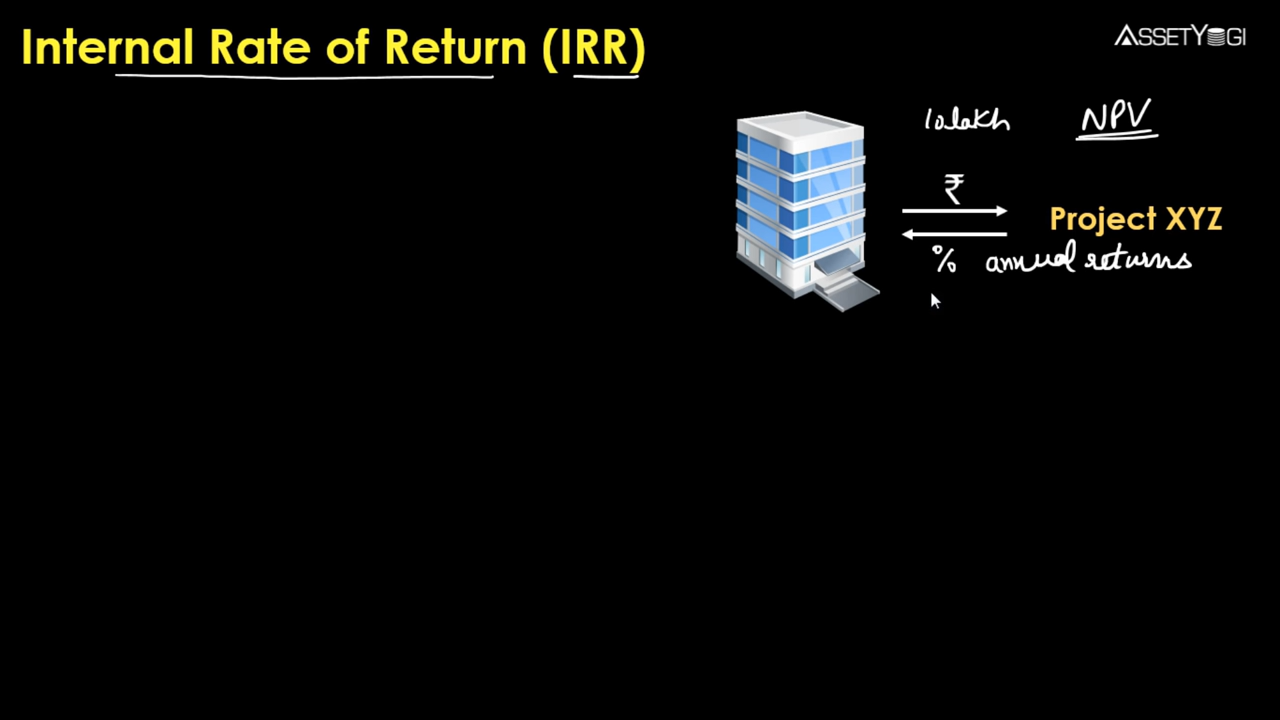 Internal Rate of Return (IRR)
ASSETYOGI
10 lakh NPV
₹
Project XYZ
% annual returns